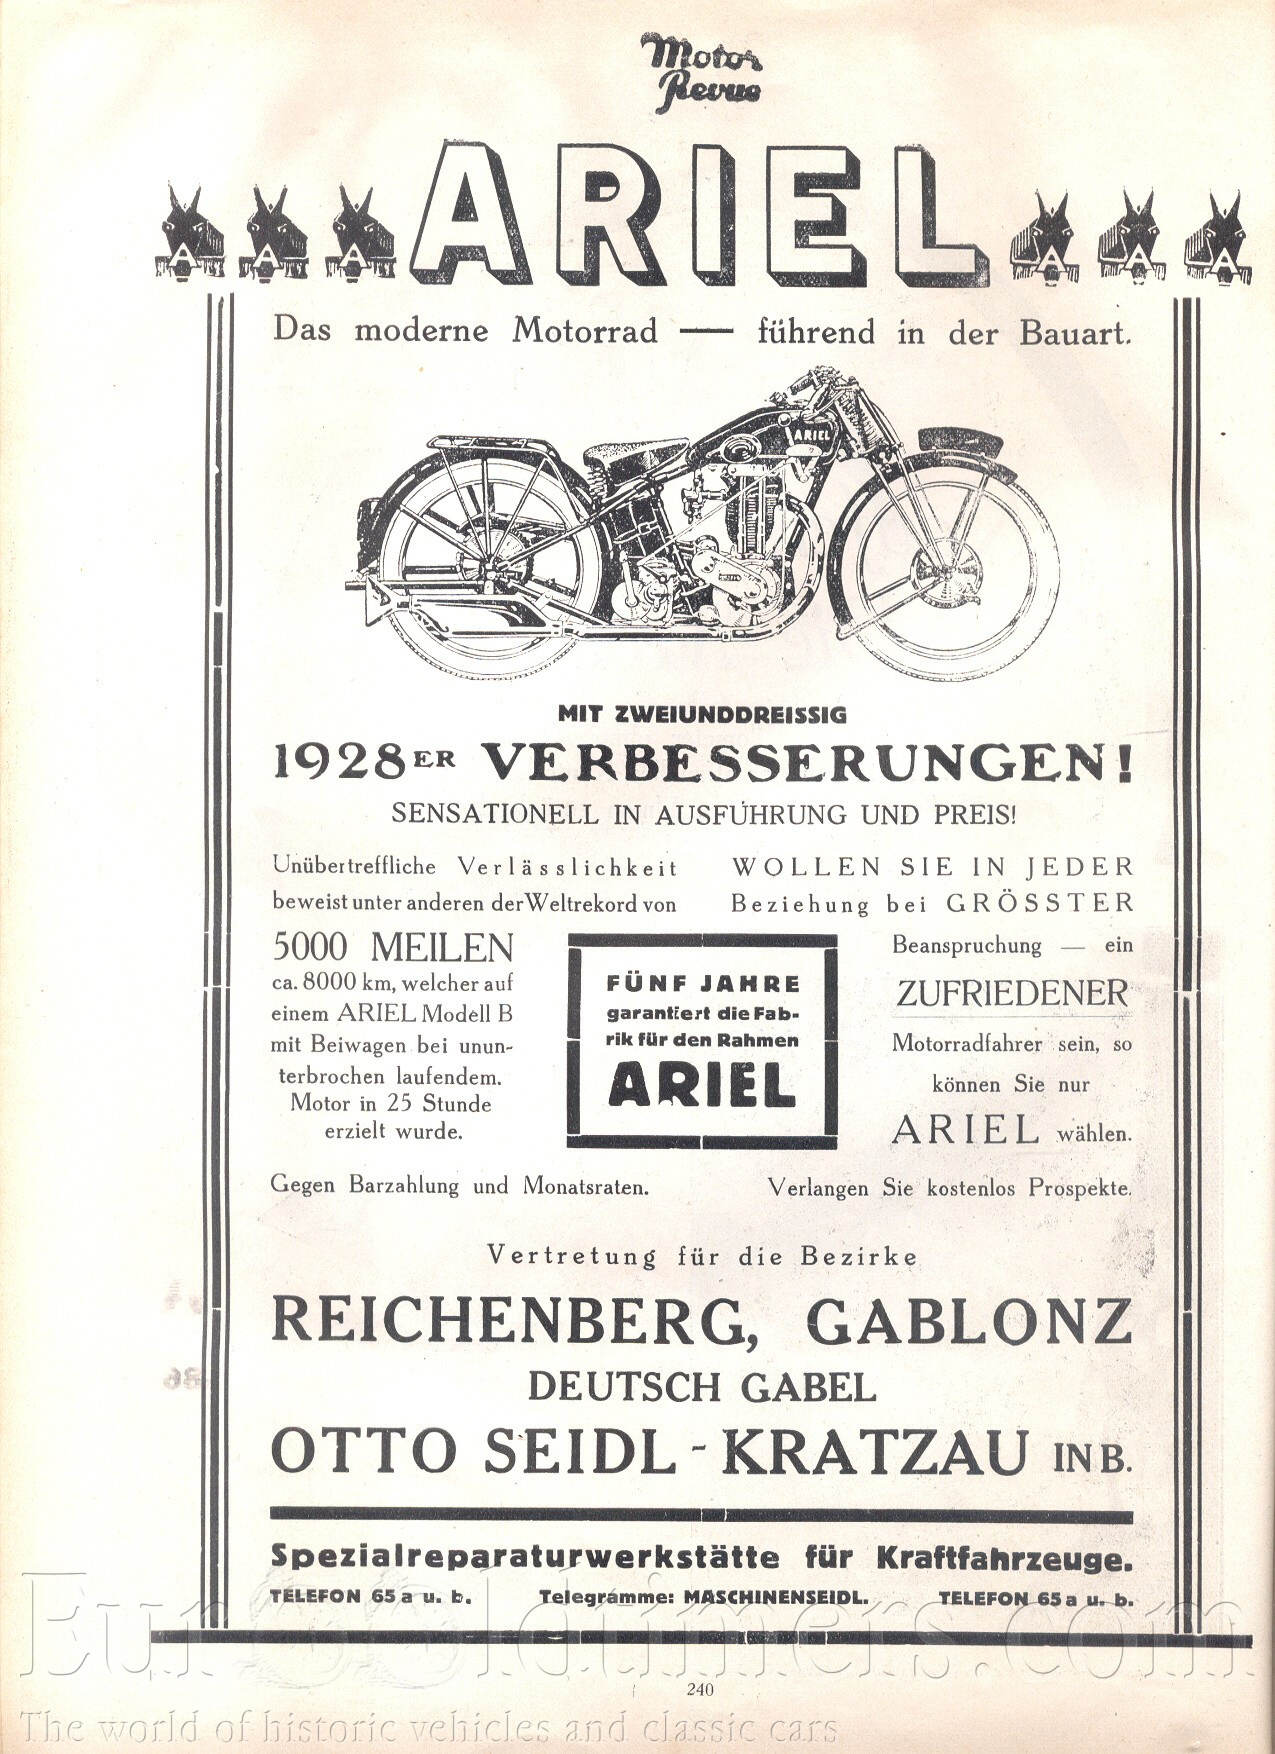 Motor
Revue
ARIEL
Das moderne Motorrad — führend in der Bauart.
ARIEL
MIT ZWEIUNDDREISSIG
1928ER VERBESSERUNGEN!
SENSATIONELL IN AUSFÜHRUNG UND PREIS!
Unübertreffliche Verlässlichkeit
beweist unter anderen der Weltrekord von
5000 MEILEN
ca. 8000 km, welcher auf
einem ARIEL Modell B
mit Beiwagen bei unun-
terbrochen laufendem.
Motor in 25 Stunde
erzielt wurde.
FÜNF JAHRE
garantiert die Fab-
rik für den Rahmen
ARIEL
WOLLEN SIE IN JEDER
Beziehung bei GRÖSSTER
Beanspruchung — ein
ZUFRIEDENER
Motorradfahrer sein, so
können Sie nur
ARIEL wählen.
Gegen Barzahlung und Monatsraten.
Verlangen Sie kostenlos Prospekte.
Vertretung für die Bezirke
REICHENBERG, GABLONZ
DEUTSCH GABEL
OTTO SEIDL - KRATZAU IN B.
Spezialreparaturwerkstätte für Kraftfahrzeuge.
TELEFON 65 a u. b. Telegramme: MASCHINENSEIDL. TELEFON 65 a u. b.
EuroOldtimers.com
240
The world of historic vehicles and classic cars